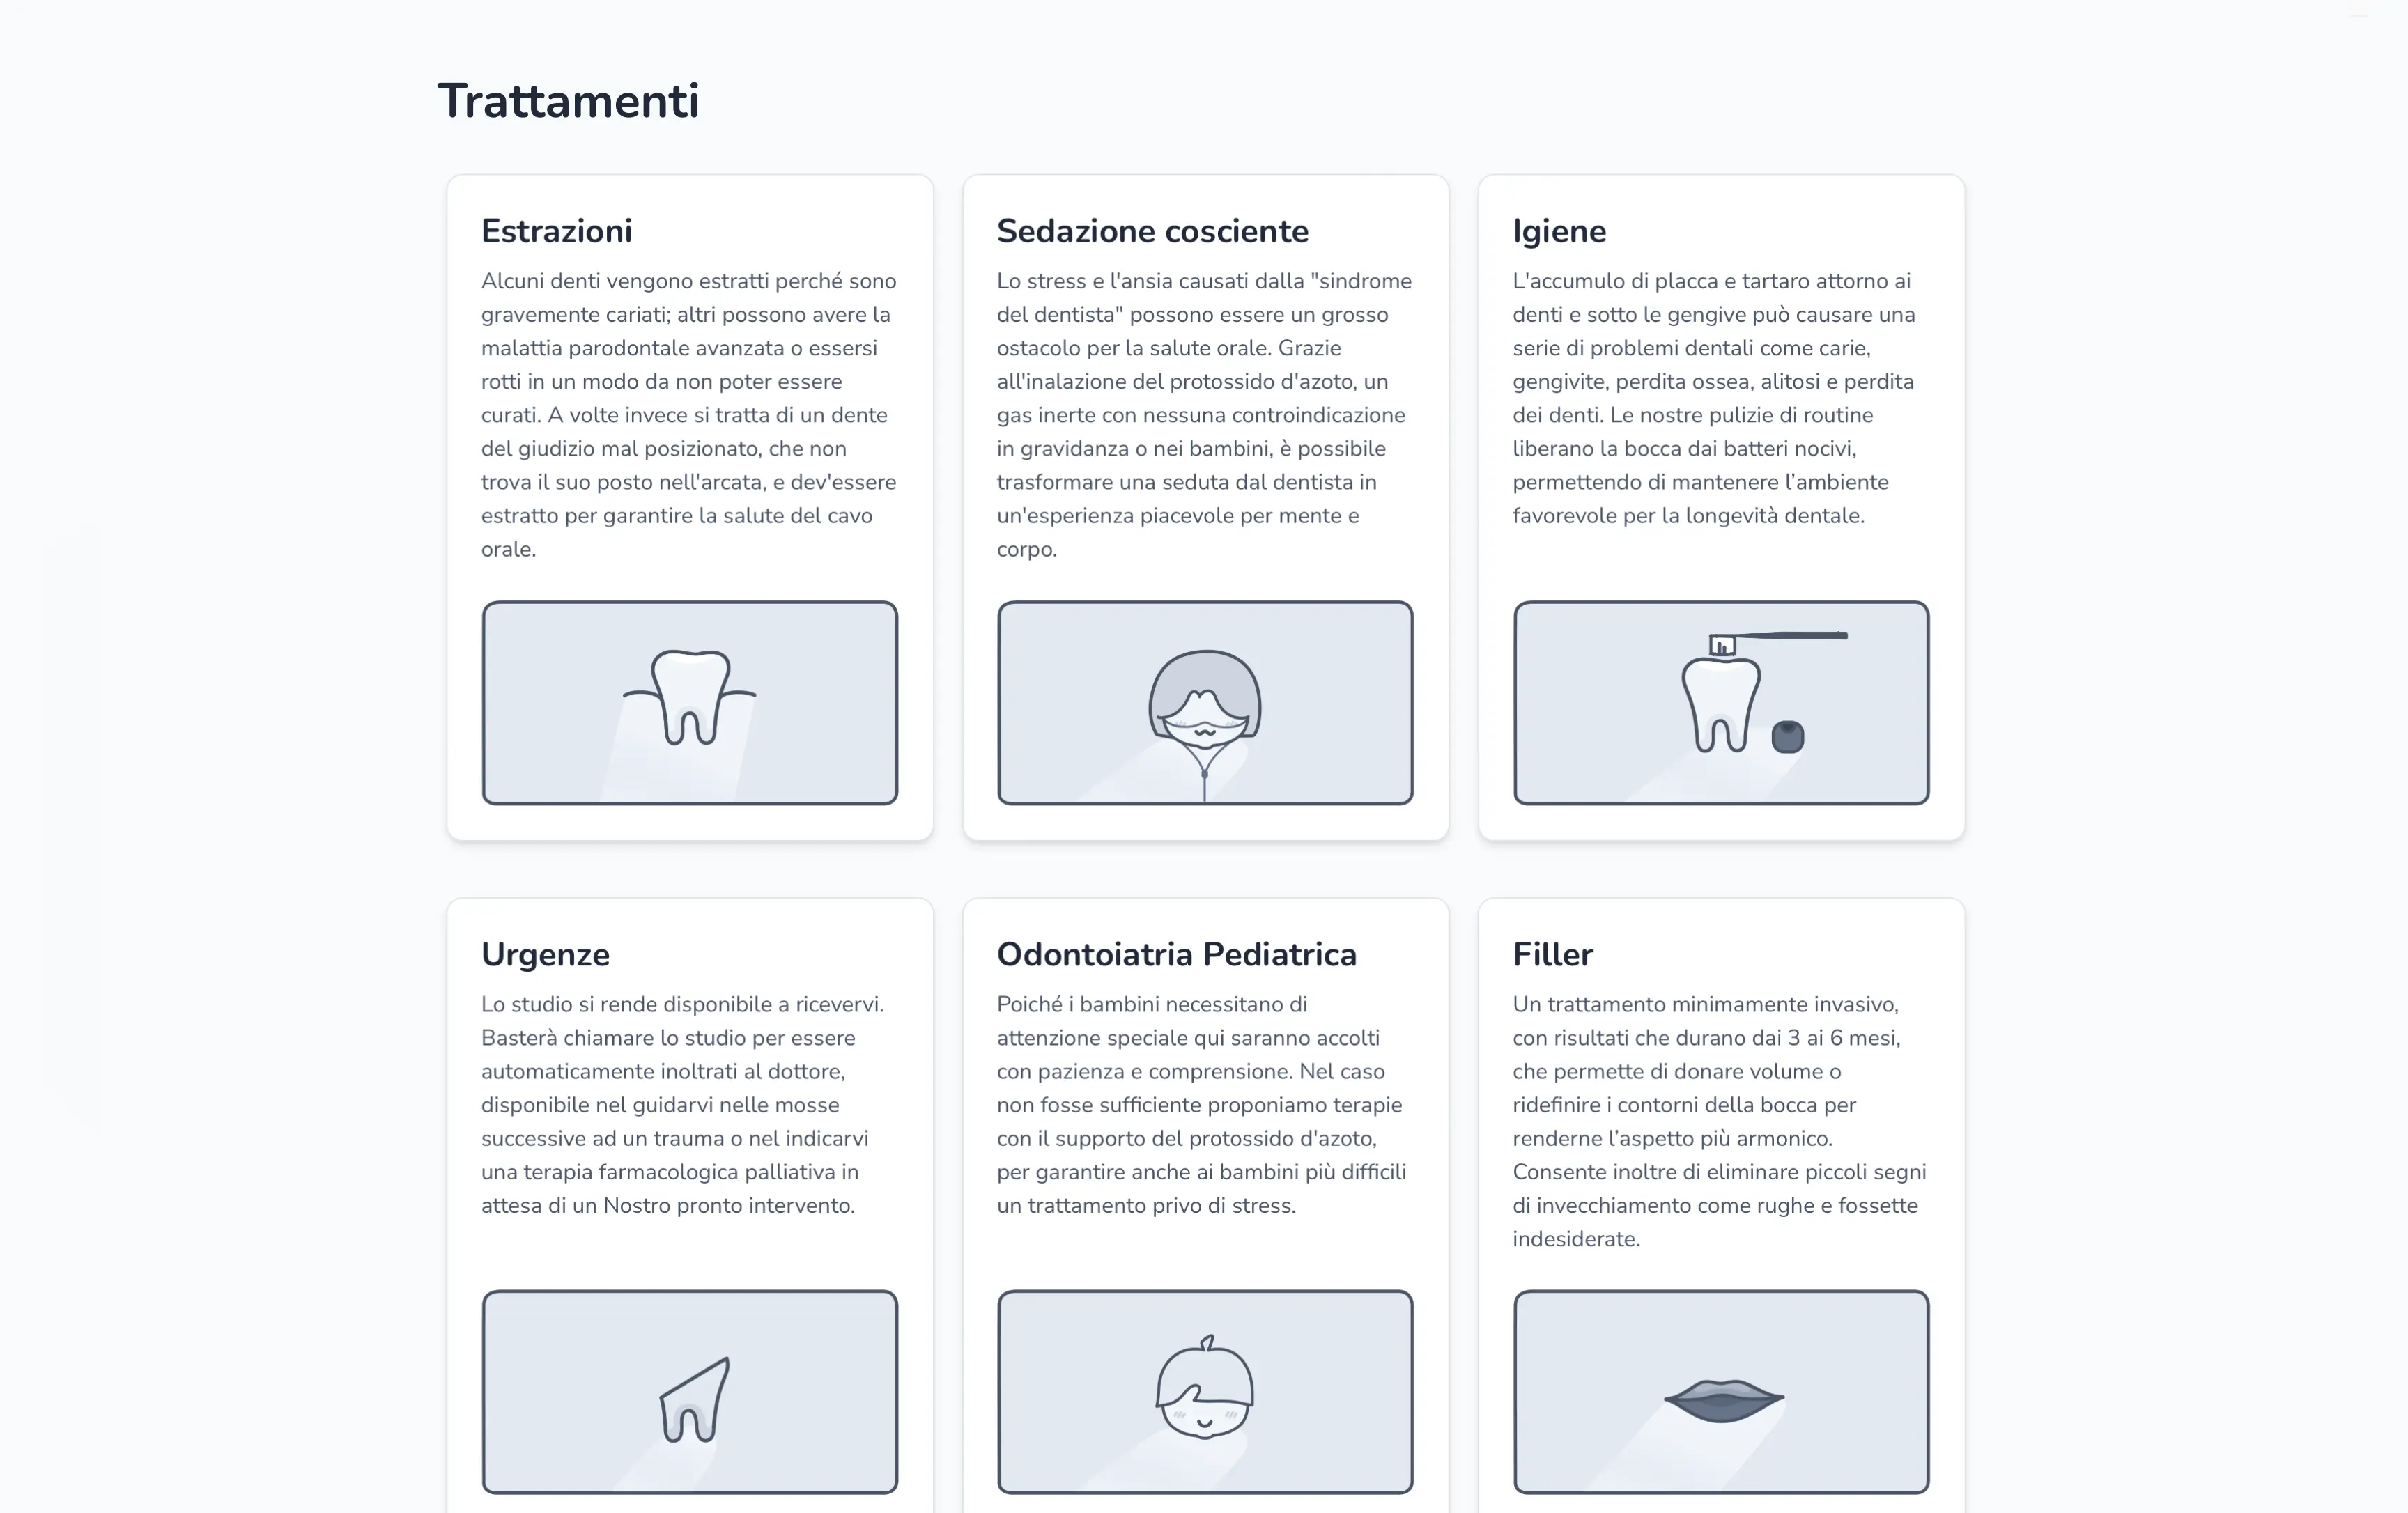 Trattamenti
Estrazioni
Alcuni denti vengono estratti perché sono
gravemente cariati; altri possono avere la
malattia parodontale avanzata o essersi
rotti in un modo da non poter essere
curati. A volte invece si tratta di un dente
del giudizio mal posizionato, che non
trova il suo posto nell'arcata, e dev'essere
estratto per garantire la salute del cavo
orale.
Sedazione cosciente
Lo stress e l'ansia causati dalla "sindrome
del dentista" possono essere un grosso
ostacolo per la salute orale. Grazie
all'inalazione del protossido d'azoto, un
gas inerte con nessuna controindicazione
in gravidanza o nei bambini, è possibile
trasformare una seduta dal dentista in
un'esperienza piacevole per mente e
corpo.
Igiene
L'accumulo di placca e tartaro attorno ai
denti e sotto le gengive può causare una
serie di problemi dentali come carie,
gengivite, perdita ossea, alitosi e perdita
dei denti. Le nostre pulizie di routine
liberano la bocca dai batteri nocivi,
permettendo di mantenere l’ambiente
favorevole per la longevità dentale.
Urgenze
Lo studio si rende disponibile a ricevervi.
Basterà chiamare lo studio per essere
automaticamente inoltrati al dottore,
disponibile nel guidarvi nelle mosse
successive ad un trauma o nel indicarvi
una terapia farmacologica palliativa in
attesa di un Nostro pronto intervento.
Odontoiatria Pediatrica
Poiché i bambini necessitano di
attenzione speciale qui saranno accolti
con pazienza e comprensione. Nel caso
non fosse sufficiente proponiamo terapie
con il supporto del protossido d'azoto,
per garantire anche ai bambini più difficili
un trattamento privo di stress.
Filler
Un trattamento minimamente invasivo,
con risultati che durano dai 3 ai 6 mesi,
che permette di donare volume o
ridefinire i contorni della bocca per
renderne l’aspetto più armonico.
Consente inoltre di eliminare piccoli segni
di invecchiamento come rughe e fossette
indesiderate.